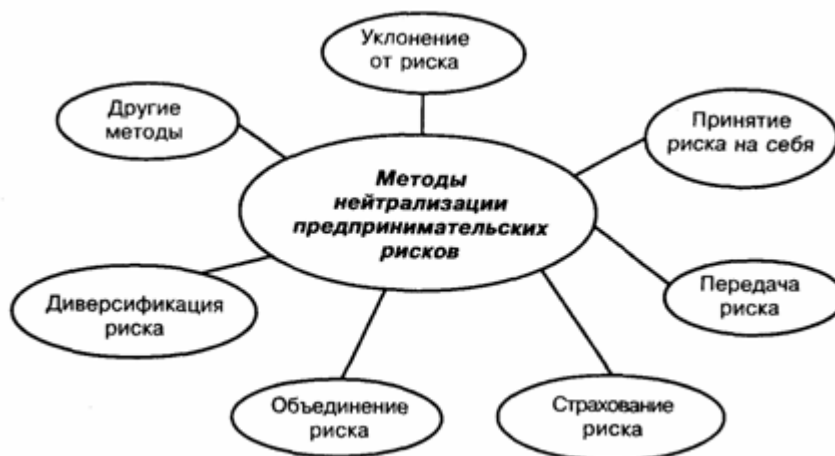 Уклонение
от риска
Другие
методы
Принятие
риска на себя
Методы
нейтрализации
предпринимательских
рисков
Диверсификация
риска
Передача
риска
Объединение
риска
Страхование
риска